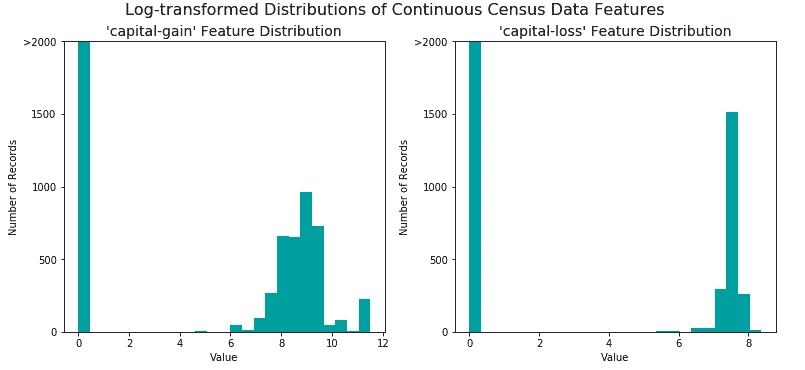 Log-transformed Distributions of Continuous Census Data Features
'capital-gain' Feature Distribution
'capital-loss' Feature Distribution
>2000
1500
1000
500
0
Number of Records
0 2 4 6 8 10 12
Value
>2000
1500
1000
500
0
Number of Records
0 2 4 6 8
Value